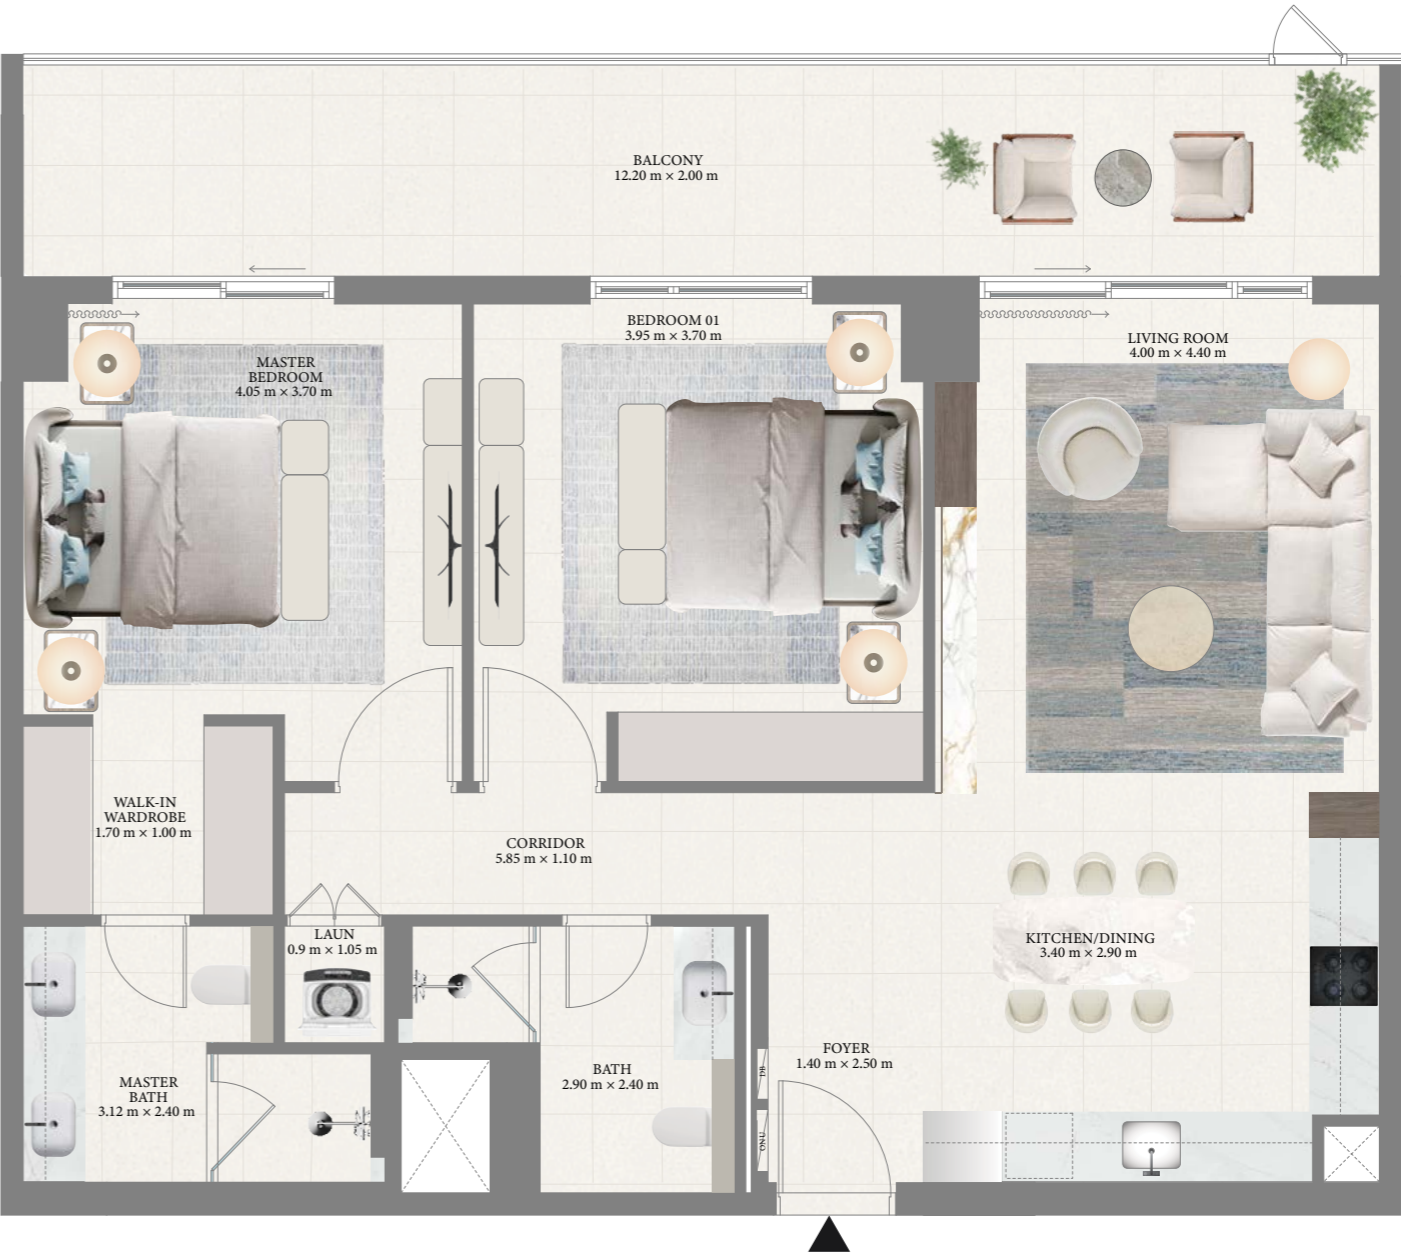 BALCONY
12.20 m × 2.00 m
BEDROOM 01
3.95 m × 3.70 m
LIVING ROOM
4.00 m × 4.40 m
MASTER
BEDROOM
4.05 m × 3.70 m
WALK-IN
WARDROBE
1.70 m × 1.00 m
CORRIDOR
5.85 m × 1.10 m
LAUN
0.9 m × 1.05 m
KITCHEN/DINING
3.40 m × 2.90 m
FOYER
1.40 m × 2.50 m
BATH
2.90 m × 2.40 m
MASTER
BATH
3.12 m × 2.40 m
DB
ONU